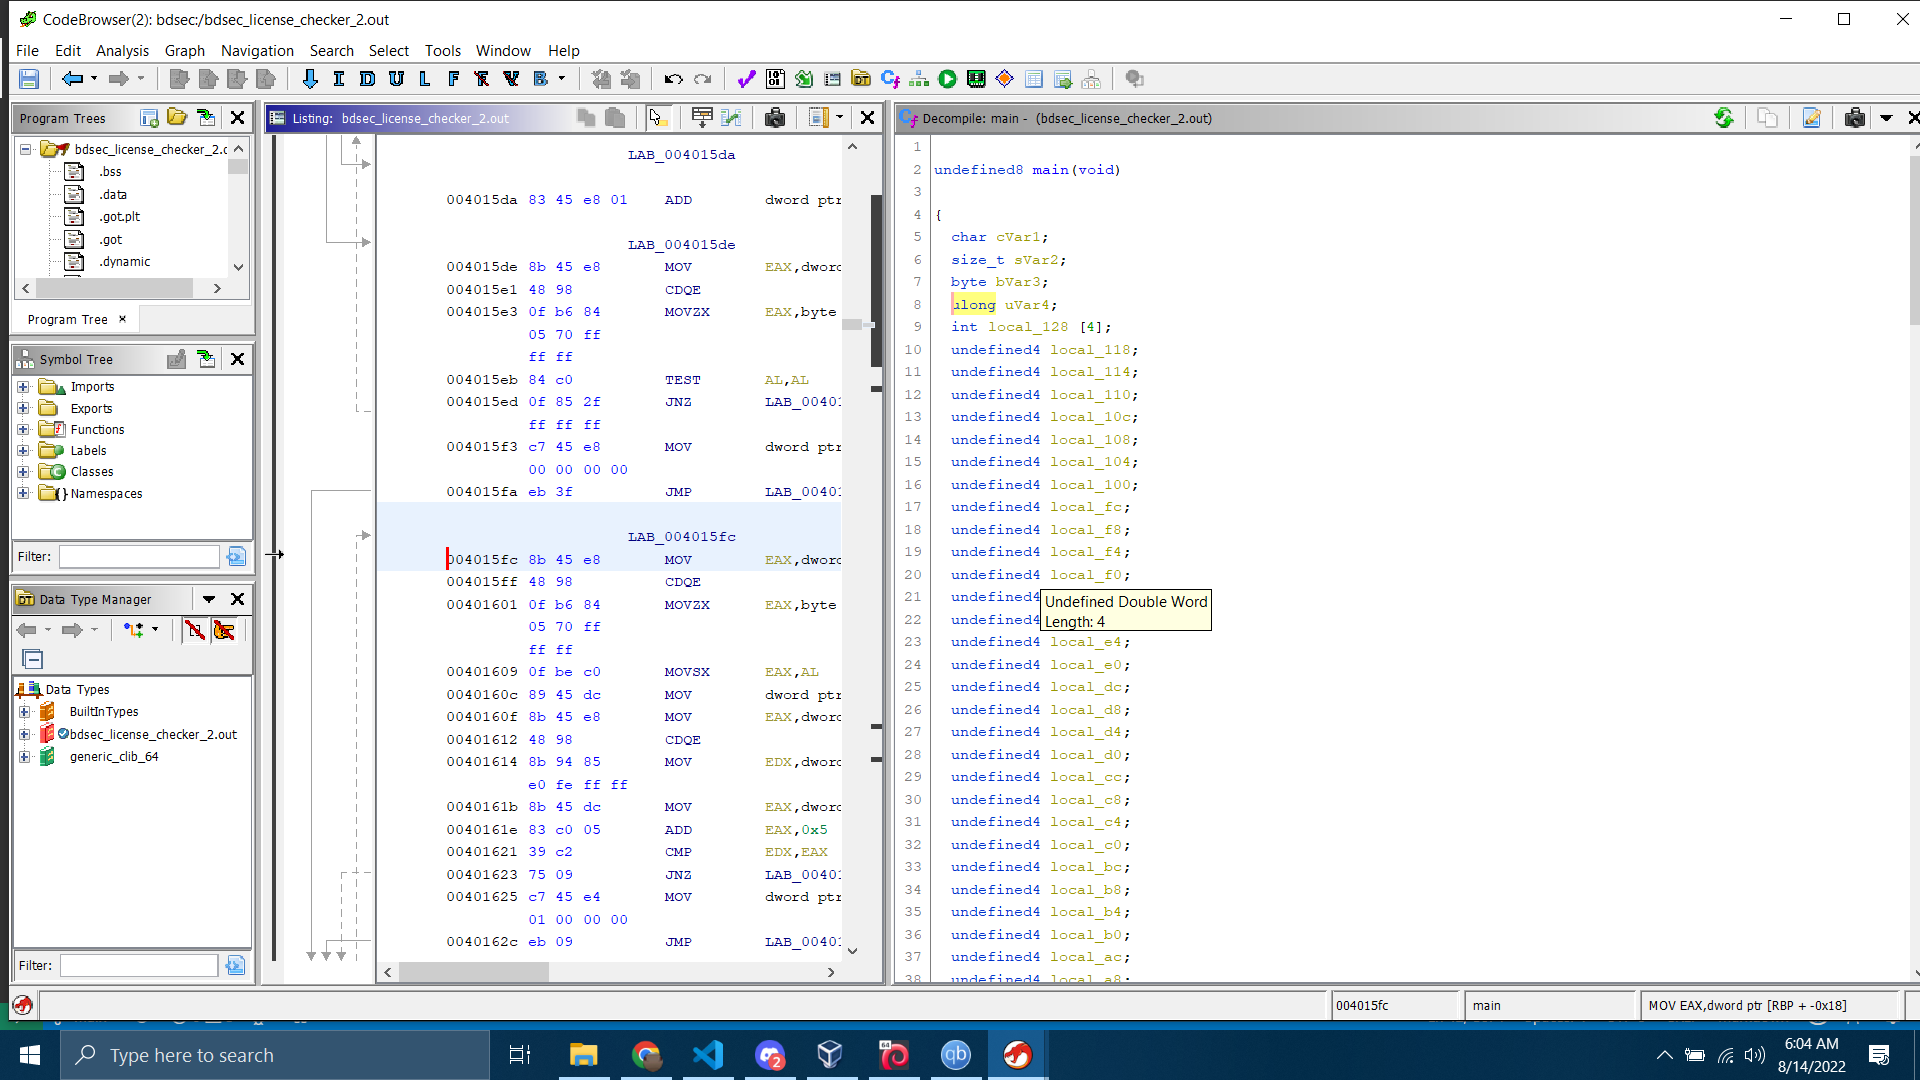 CodeBrowser(2): bdsec:/bdsec_license_checker_2.out
File Edit Analysis Graph Navigation Search Select Tools Window Help
I D U L F V B
Program Trees
bdsec_license_checker_2.c
.bss
.data
.got.plt
.got
.dynamic
Program Tree ×
Symbol Tree
Imports
Exports
Functions
Labels
Classes
Namespaces
Filter:
Data Type Manager
Data Types
BuiltInTypes
bdsec_license_checker_2.out
generic_clib_64
Filter:
Listing: bdsec_license_checker_2.out
LAB_004015da
004015da 83 45 e8 01 ADD dword ptr
LAB_004015de
004015de 8b 45 e8 MOV EAX,dword
004015e1 48 98 CDQE
004015e3 0f b6 84 MOVZX EAX,byte
05 70 ff
ff ff
004015eb 84 c0 TEST AL,AL
004015ed 0f 85 2f JNZ LAB_00401
ff ff ff
004015f3 c7 45 e8 MOV dword ptr
00 00 00 00
004015fa eb 3f JMP LAB_00401
LAB_004015fc
004015fc 8b 45 e8 MOV EAX,dword
004015ff 48 98 CDQE
00401601 0f b6 84 MOVZX EAX,byte
05 70 ff
ff ff
00401609 0f be c0 MOVSX EAX,AL
0040160c 89 45 dc MOV dword ptr
0040160f 8b 45 e8 MOV EAX,dword
00401612 48 98 CDQE
00401614 8b 94 85 MOV EDX,dword
e0 fe ff ff
0040161b 8b 45 dc MOV EAX,dword
0040161e 83 c0 05 ADD EAX,0x5
00401621 39 c2 CMP EDX,EAX
00401623 75 09 JNZ LAB_00401
00401625 c7 45 e4 MOV dword ptr
01 00 00 00
0040162c eb 09 JMP LAB_00401
Decompile: main - (bdsec_license_checker_2.out)
1
2 undefined8 main(void)
3
4 {
5 char cVar1;
6 size_t sVar2;
7 byte bVar3;
8 ulong uVar4;
9 int local_128 [4];
10 undefined4 local_118;
11 undefined4 local_114;
12 undefined4 local_110;
13 undefined4 local_10c;
14 undefined4 local_108;
15 undefined4 local_104;
16 undefined4 local_100;
17 undefined4 local_fc;
18 undefined4 local_f8;
19 undefined4 local_f4;
20 undefined4 local_f0;
21 undefined4
22 undefined4
Undefined Double Word
Length: 4
23 undefined4 local_e4;
24 undefined4 local_e0;
25 undefined4 local_dc;
26 undefined4 local_d8;
27 undefined4 local_d4;
28 undefined4 local_d0;
29 undefined4 local_cc;
30 undefined4 local_c8;
31 undefined4 local_c4;
32 undefined4 local_c0;
33 undefined4 local_bc;
34 undefined4 local_b8;
35 undefined4 local_b4;
36 undefined4 local_b0;
37 undefined4 local_ac;
38 undefined4 local_a8;
004015fc
main
MOV EAX,dword ptr [RBP + -0x18]
Type here to search
2
64
qb
6:04 AM
8/14/2022